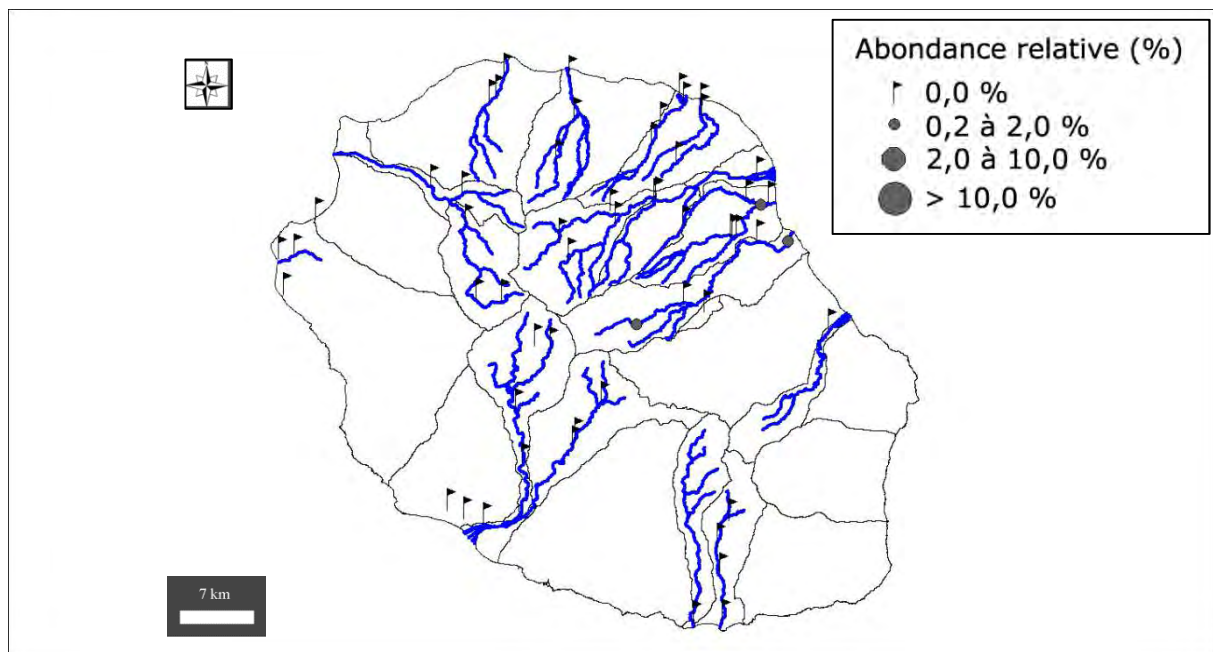 Abondance relative (%)
0,0 %
0,2 à 2,0 %
2,0 à 10,0 %
> 10,0 %
7 km